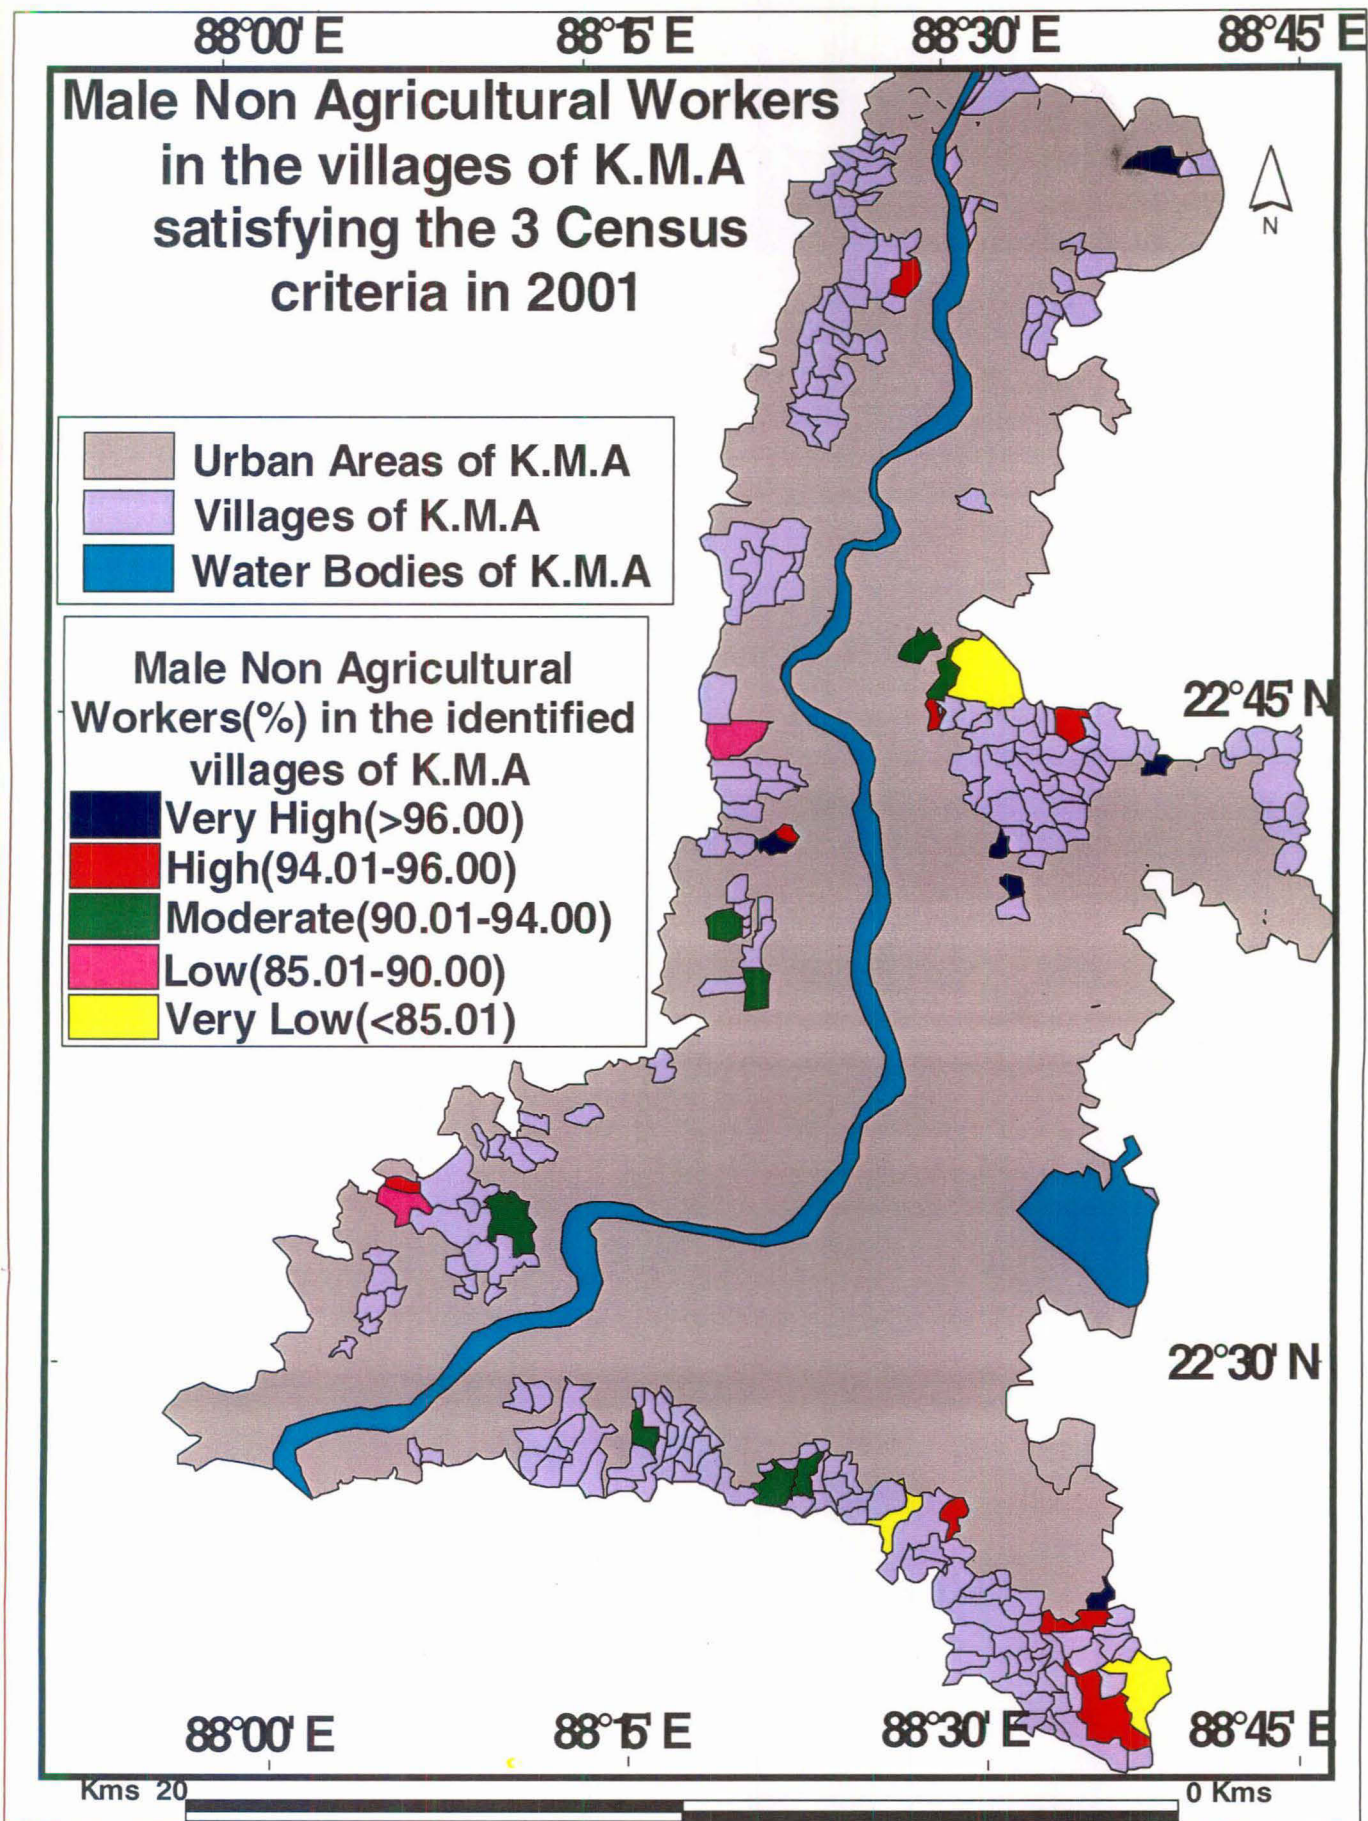 88°00' E 88°15' E 88°30' E 88°45' E
Male Non Agricultural Workers
in the villages of K.M.A
satisfying the 3 Census
criteria in 2001
N
Urban Areas of K.M.A
Villages of K.M.A
Water Bodies of K.M.A
Male Non Agricultural
Workers(%) in the identified
villages of K.M.A
Very High(>96.00)
High(94.01-96.00)
Moderate(90.01-94.00)
Low(85.01-90.00)
Very Low(<85.01)
22°45' N
22°30' N
88°00' E 88°15' E 88°30' E 88°45' E
Kms 20 0 Kms